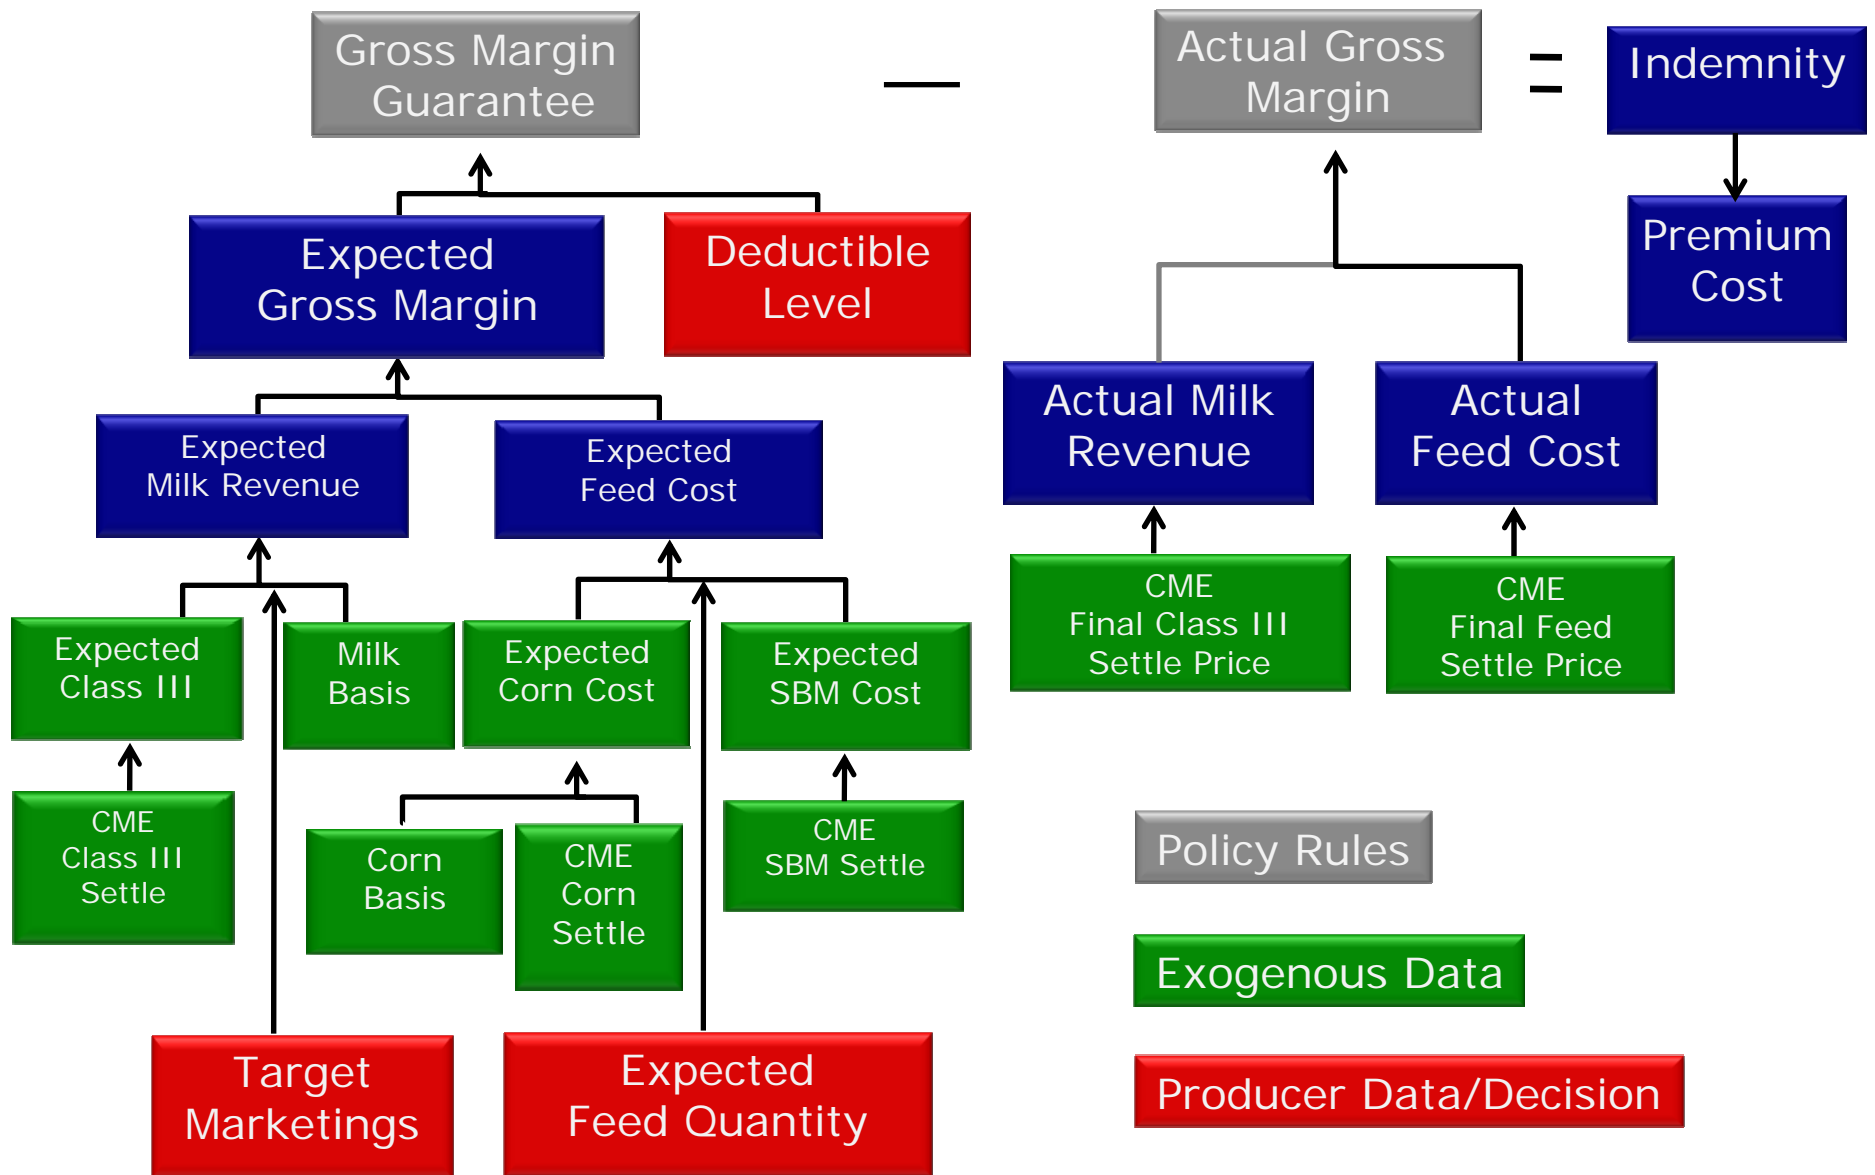 Gross Margin
Guarantee
—
Actual Gross
Margin
=
Indemnity
Premium
Cost
Expected
Gross Margin
Deductible
Level
Expected
Milk Revenue
Expected
Feed Cost
Actual Milk
Revenue
Actual
Feed Cost
Expected
Class III
Milk
Basis
Expected
Corn Cost
Expected
SBM Cost
CME
Final Class III
Settle Price
CME
Final Feed
Settle Price
CME
Class III
Settle
Corn
Basis
CME
Corn
Settle
CME
SBM Settle
Target
Marketings
Expected
Feed Quantity
Policy Rules
Exogenous Data
Producer Data/Decision